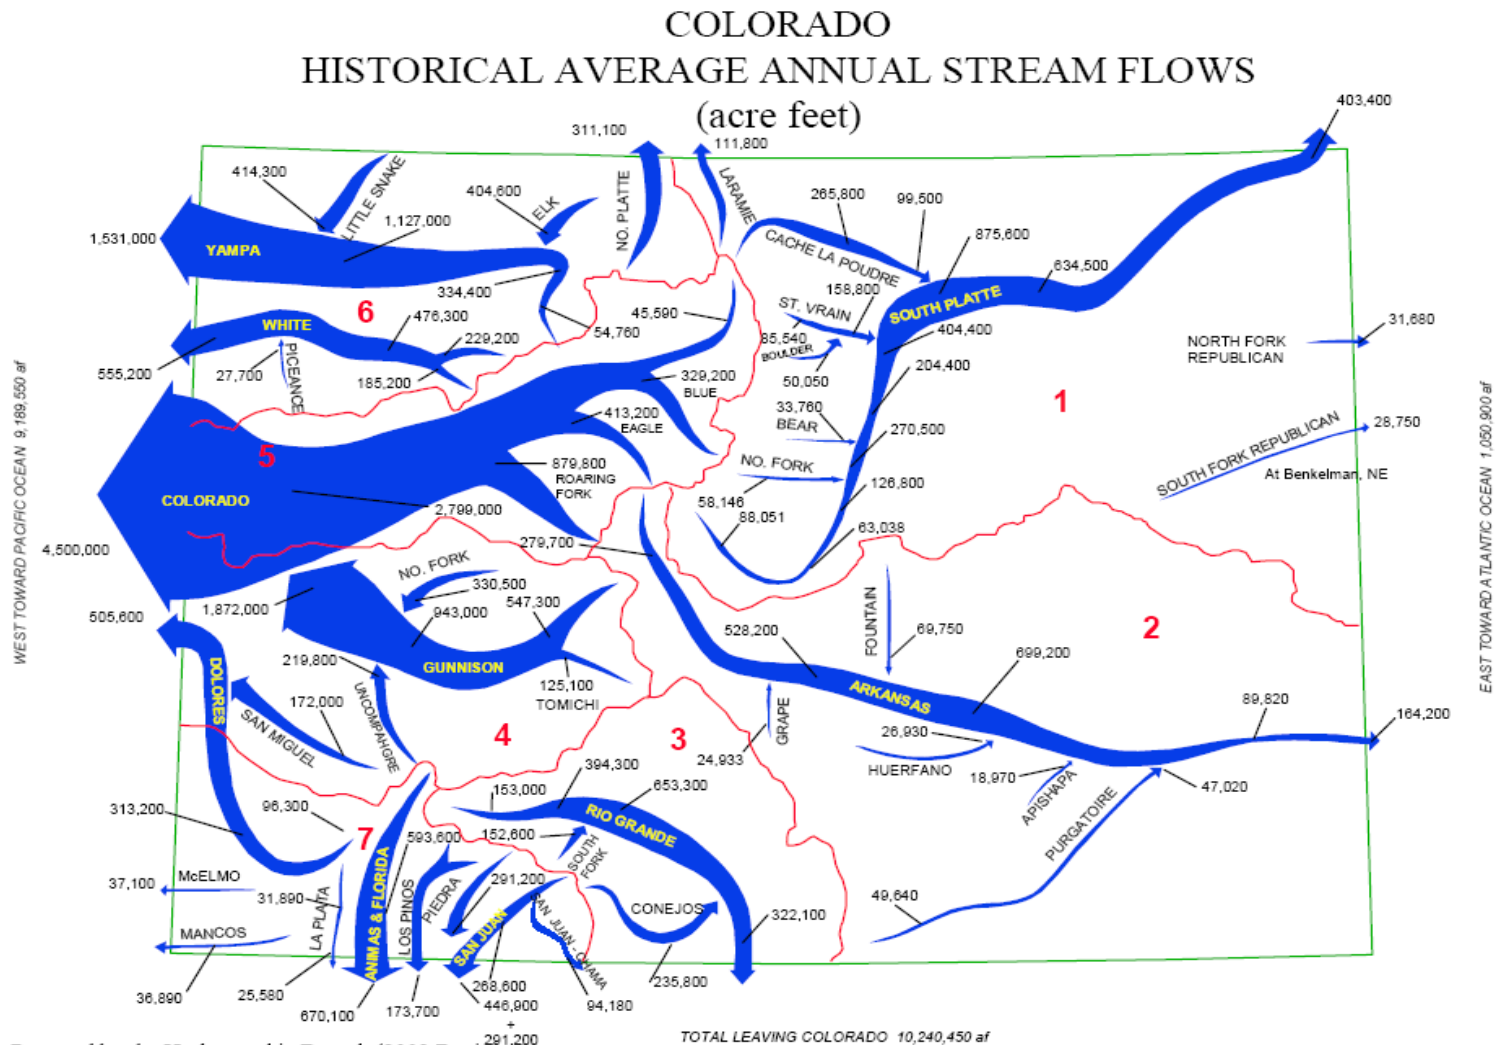 COLORADO
HISTORICAL AVERAGE ANNUAL STREAM FLOWS
(acre feet)
403,400
311,100
111,800
414,300
LITTLE SNAKE
404,600
ELK
NO. PLATTE
LARAMIE
265,800
99,500
1,127,000
CACHE LA POUDRE
875,600
1,531,000
YAMPA
634,500
334,400
158,800
SOUTH PLATTE
6
45,590
ST. VRAIN
WHITE
476,300
54,760
404,400
31,680
229,200
85,540
BOULDER
NORTH FORK
REPUBLICAN
555,200
27,700
PICEANCE
185,200
329,200
BLUE
50,050
204,400
413,200
EAGLE
33,760
BEAR
1
270,500
28,750
5
879,800
ROARING
FORK
NO. FORK
SOUTH FORK REPUBLICAN
At Benkelman, NE
COLORADO
2,799,000
58,146
126,800
88,051
63,038
4,500,000
279,700
NO. FORK
330,500
505,600
1,872,000
943,000
547,300
FOUNTAIN
528,200
69,750
2
219,800
GUNNISON
699,200
DOLORES
125,100
TOMICHI
ARKANSAS
172,000
UNCOMPAHGRE
89,820
164,200
SAN MIGUEL
4
3
GRAPE
26,930
24,933
HUERFANO
18,970
APISHAPA
47,020
394,300
153,000
653,300
313,200
96,300
RIO GRANDE
PURGATOIRE
7
593,600
152,600
SOUTH
FORK
37,100
McELMO
291,200
31,890
LA PLATA
ANIMAS & FLORIDA
LOS PINOS
PIEDRA
SAN JUAN
SAN JUAN - CHAMA
CONEJOS
49,640
322,100
MANCOS
36,890
25,580
670,100
173,700
268,600
446,900
+
291,200
94,180
235,800
WEST TOWARD PACIFIC OCEAN 9,189,550 af
EAST TOWARD ATLANTIC OCEAN 1,050,900 af
TOTAL LEAVING COLORADO 10,240,450 af